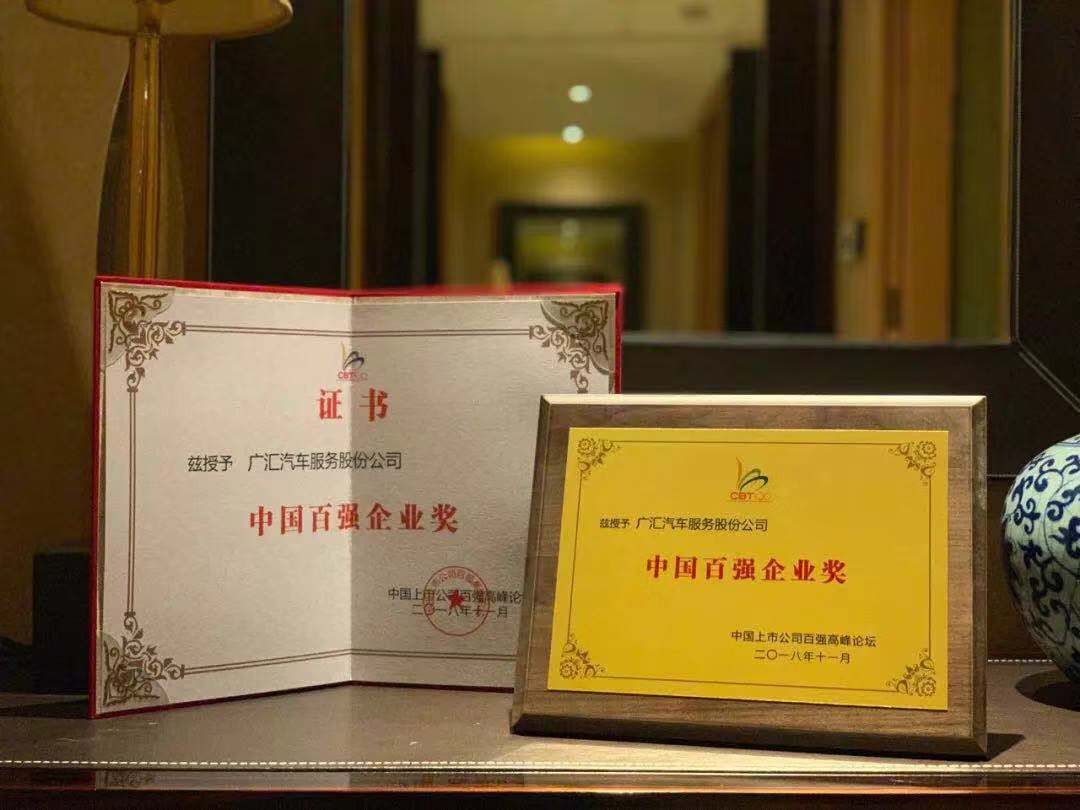 CBTOO
证书
兹授予 广汇汽车服务股份公司
中国百强企业奖
中国上市公司百强高峰论
二〇一八年十一月
兹授予 广汇汽车服务股份公司
中国百强企业奖
中国上市公司百强高峰论坛
二〇一八年十一月